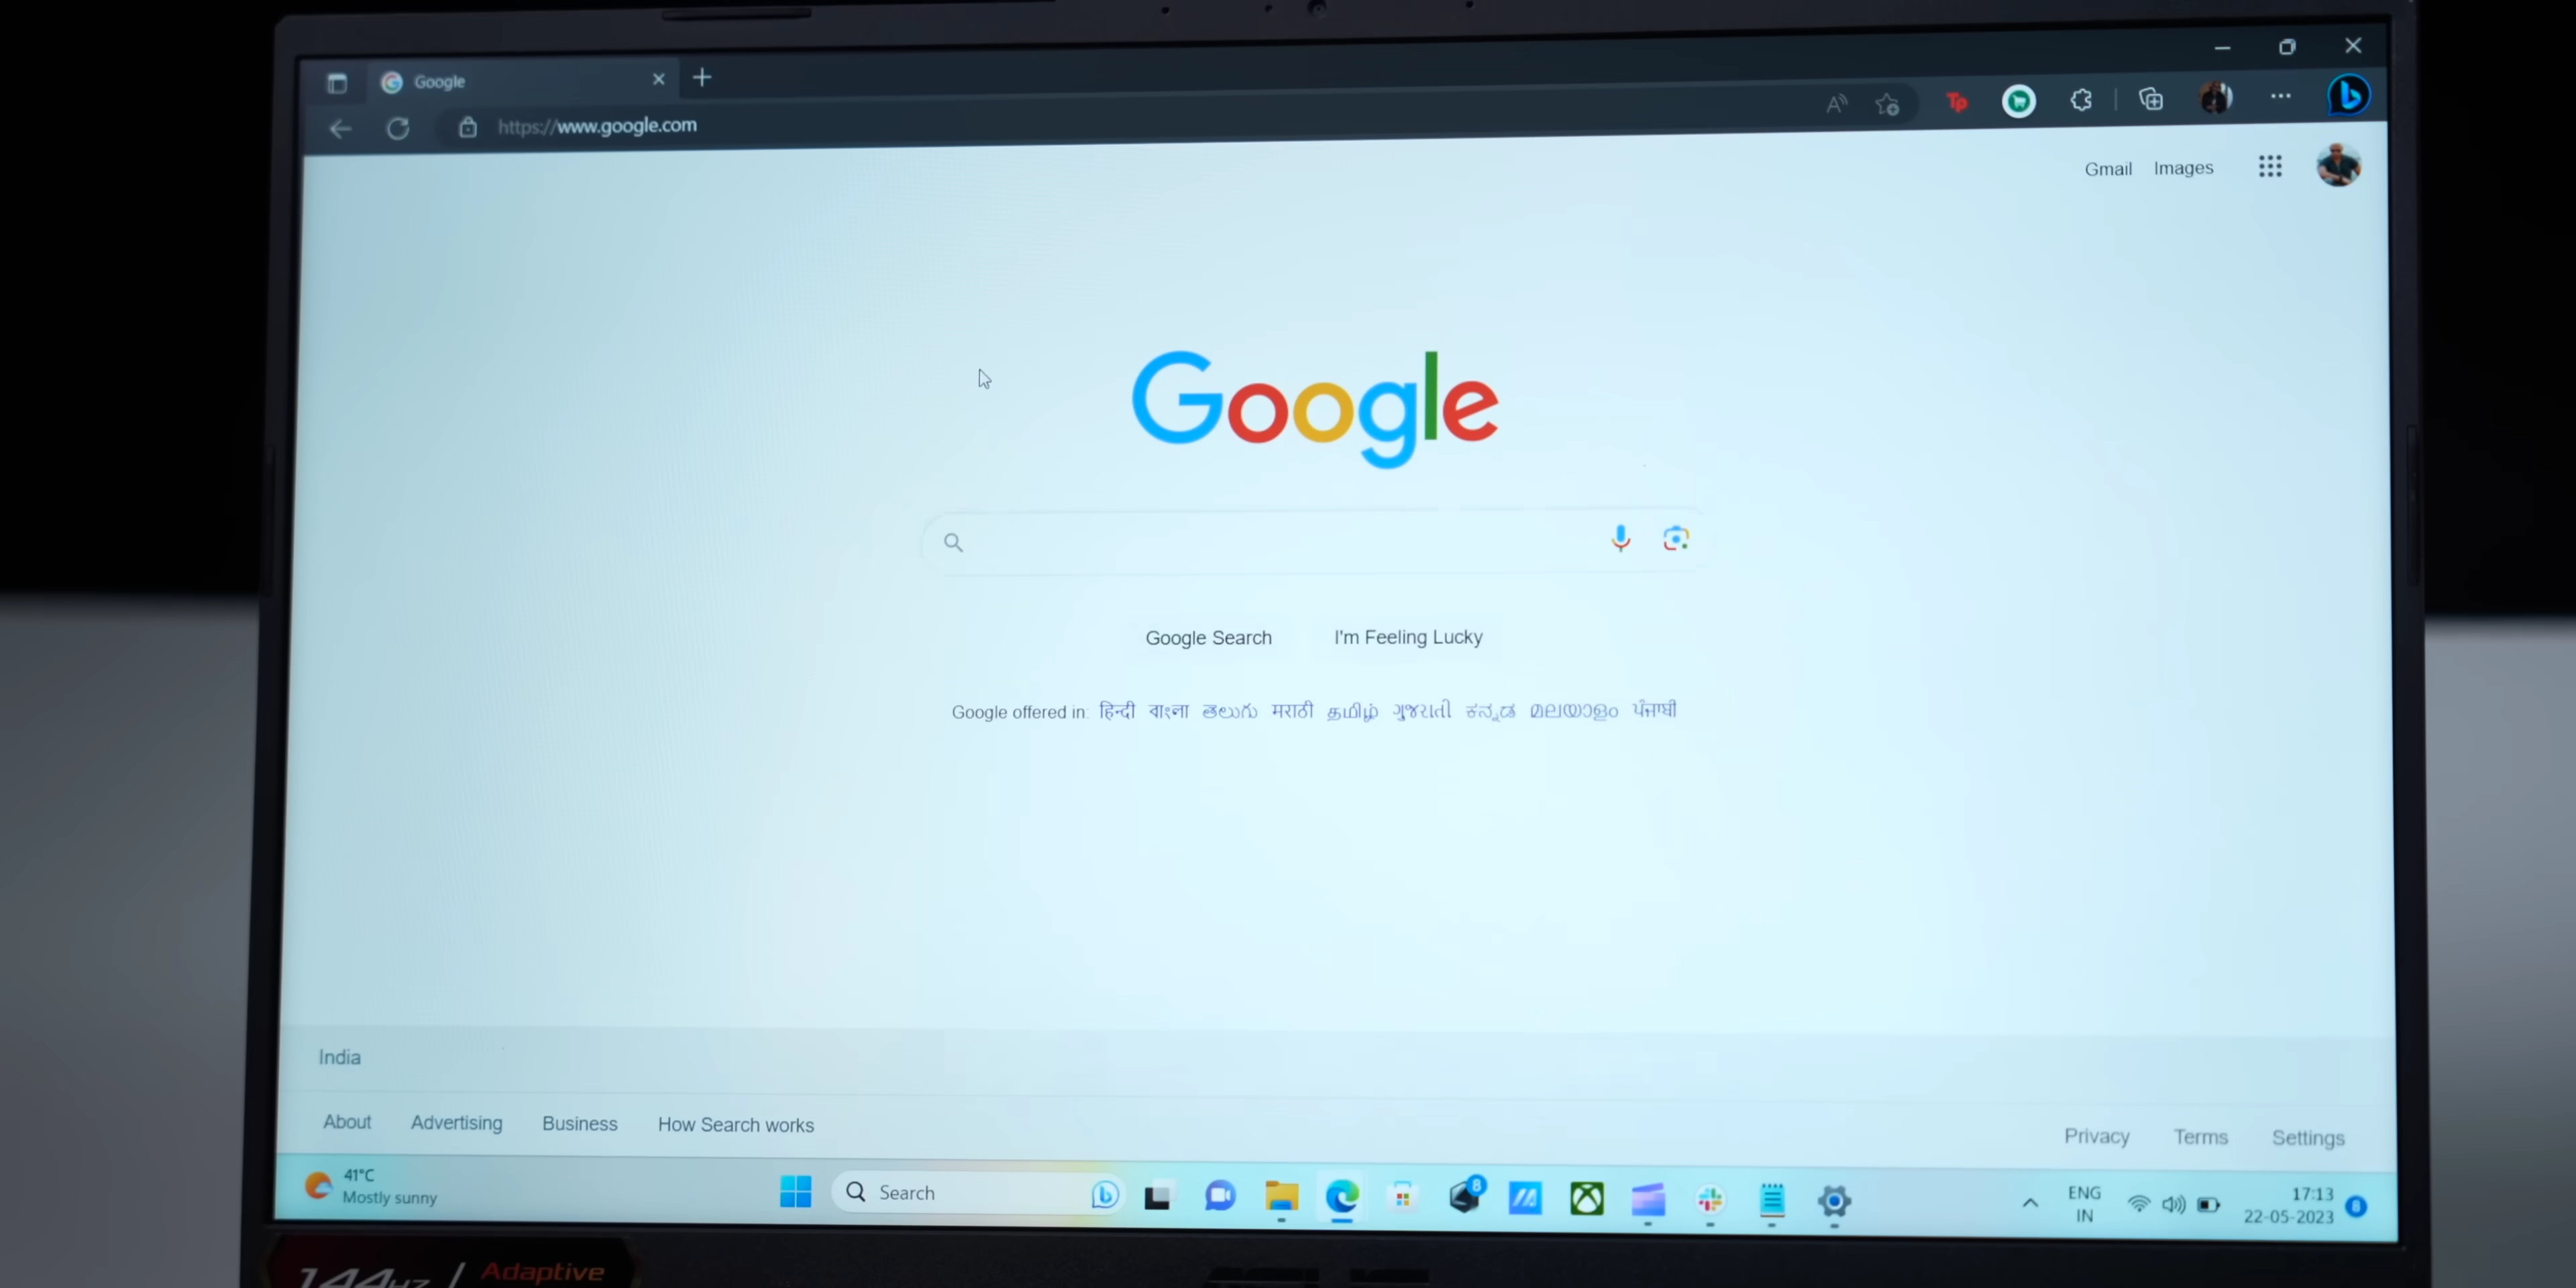 Google
https://www.google.com
Gmail Images
Google
Google Search I'm Feeling Lucky
Google offered in: हिन्दी বাংলা తెలుగు मराठी தமிழ் ગુજરાતી ಕನ್ನಡ മലയാളം ਪੰਜਾਬੀ
India
About Advertising Business How Search works
Privacy Terms Settings
41°C
Mostly sunny
Search
8
ENG
IN
17:13
22-05-2023
8
144Hz / Adaptive